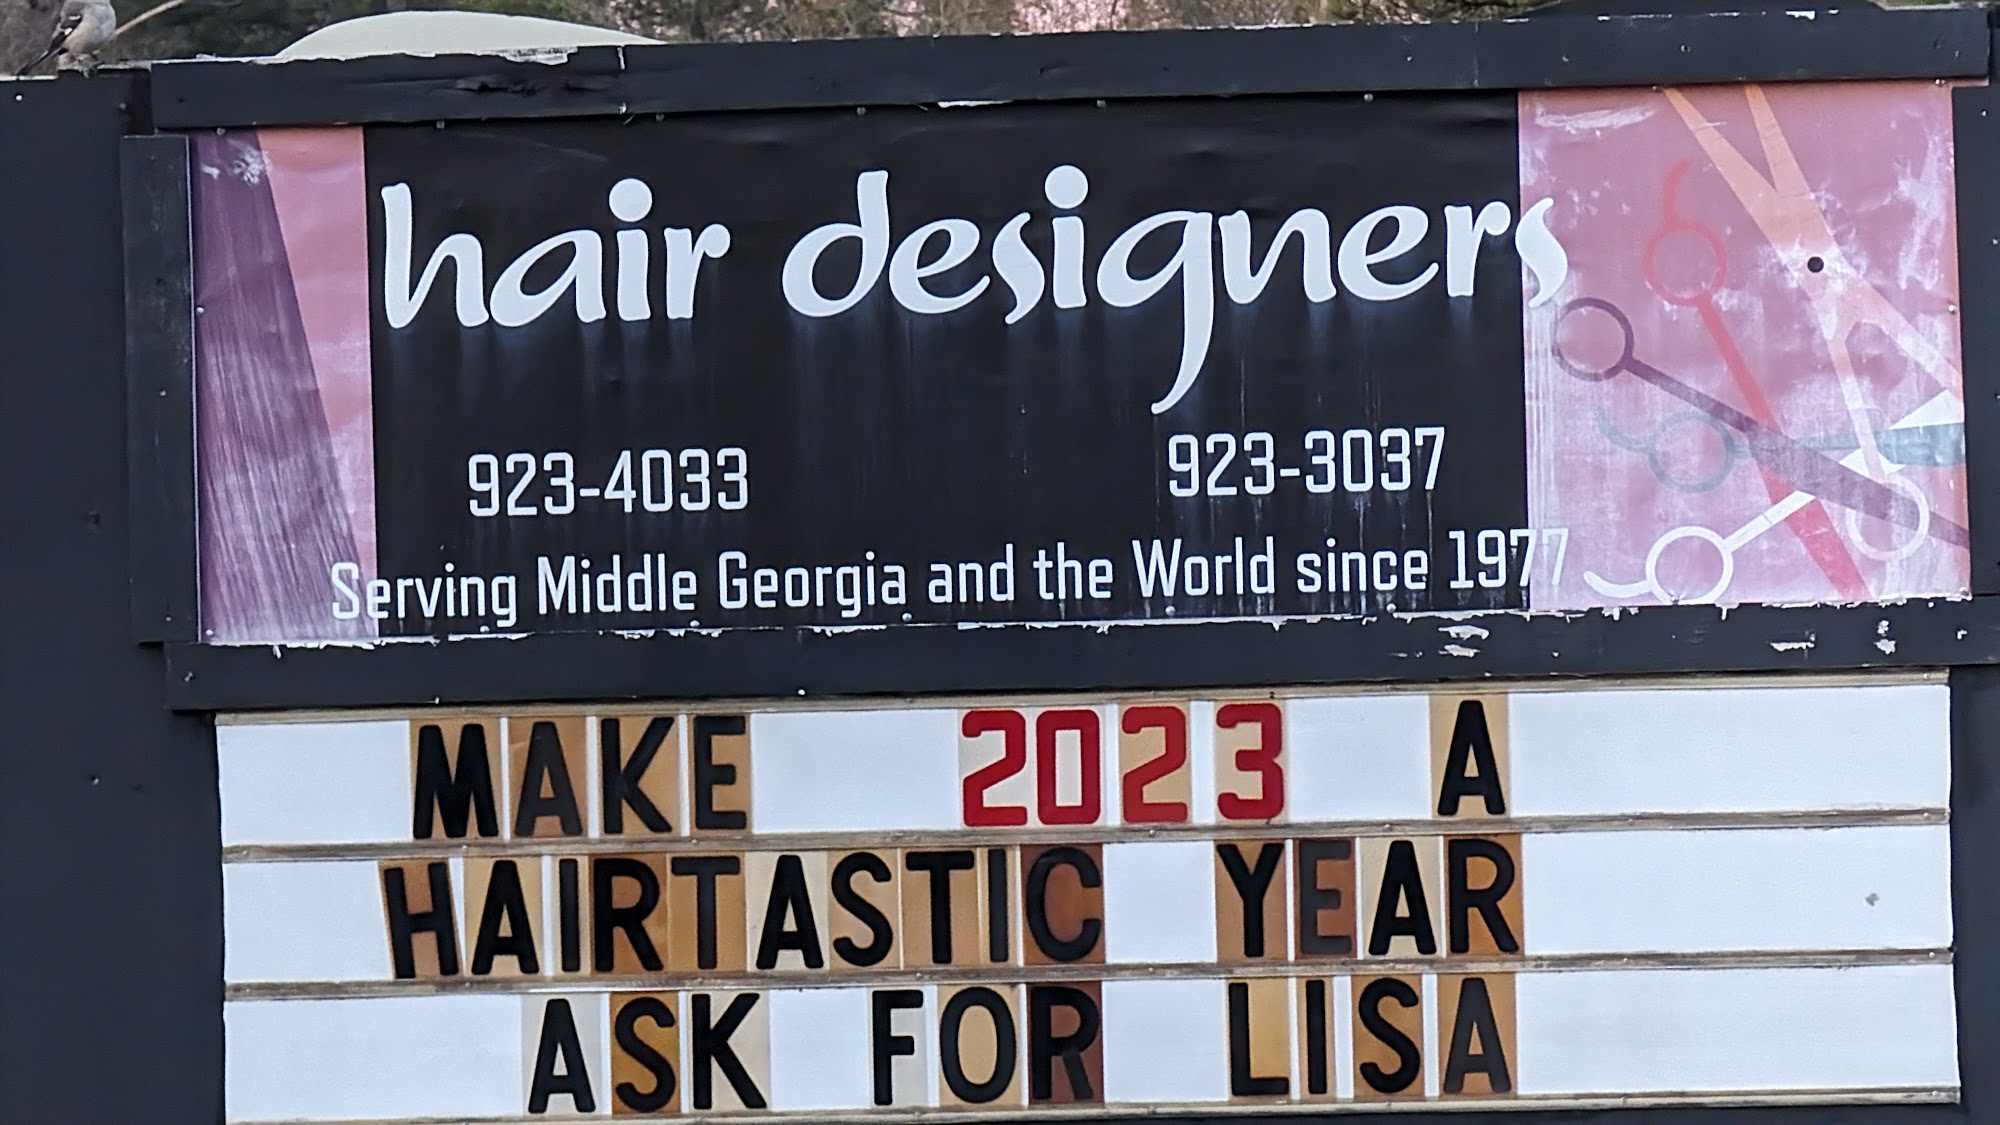 hair designers
923-4033 923-3037
Serving Middle Georgia and the World since 1977
MAKE 2023 A
HAIRTASTIC YEAR
ASK FOR LISA